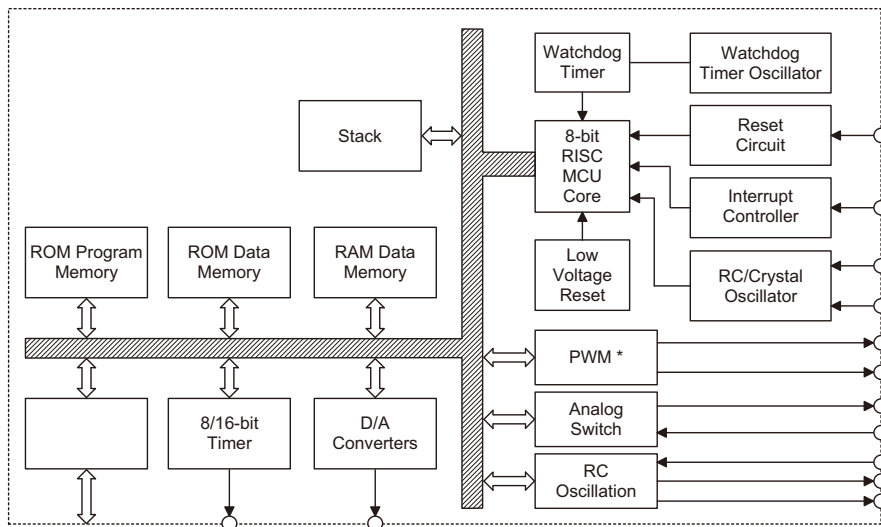 Watchdog
Timer
Watchdog
Timer Oscillator
Stack
8-bit
RISC
MCU
Core
Reset
Circuit
Interrupt
Controller
ROM Program
Memory
ROM Data
Memory
RAM Data
Memory
Low
Voltage
Reset
RC/Crystal
Oscillator
PWM *
8/16-bit
Timer
D/A
Converters
Analog
Switch
RC
Oscillation